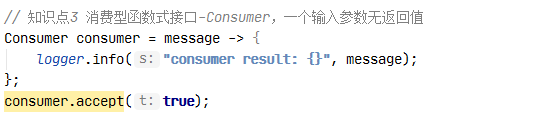 // 知识点3 消费型函数式接口-Consumer，一个输入参数无返回值
Consumer consumer = message -> {
    logger.info( s: "consumer result: {}", message);
};
consumer.accept( t: true);